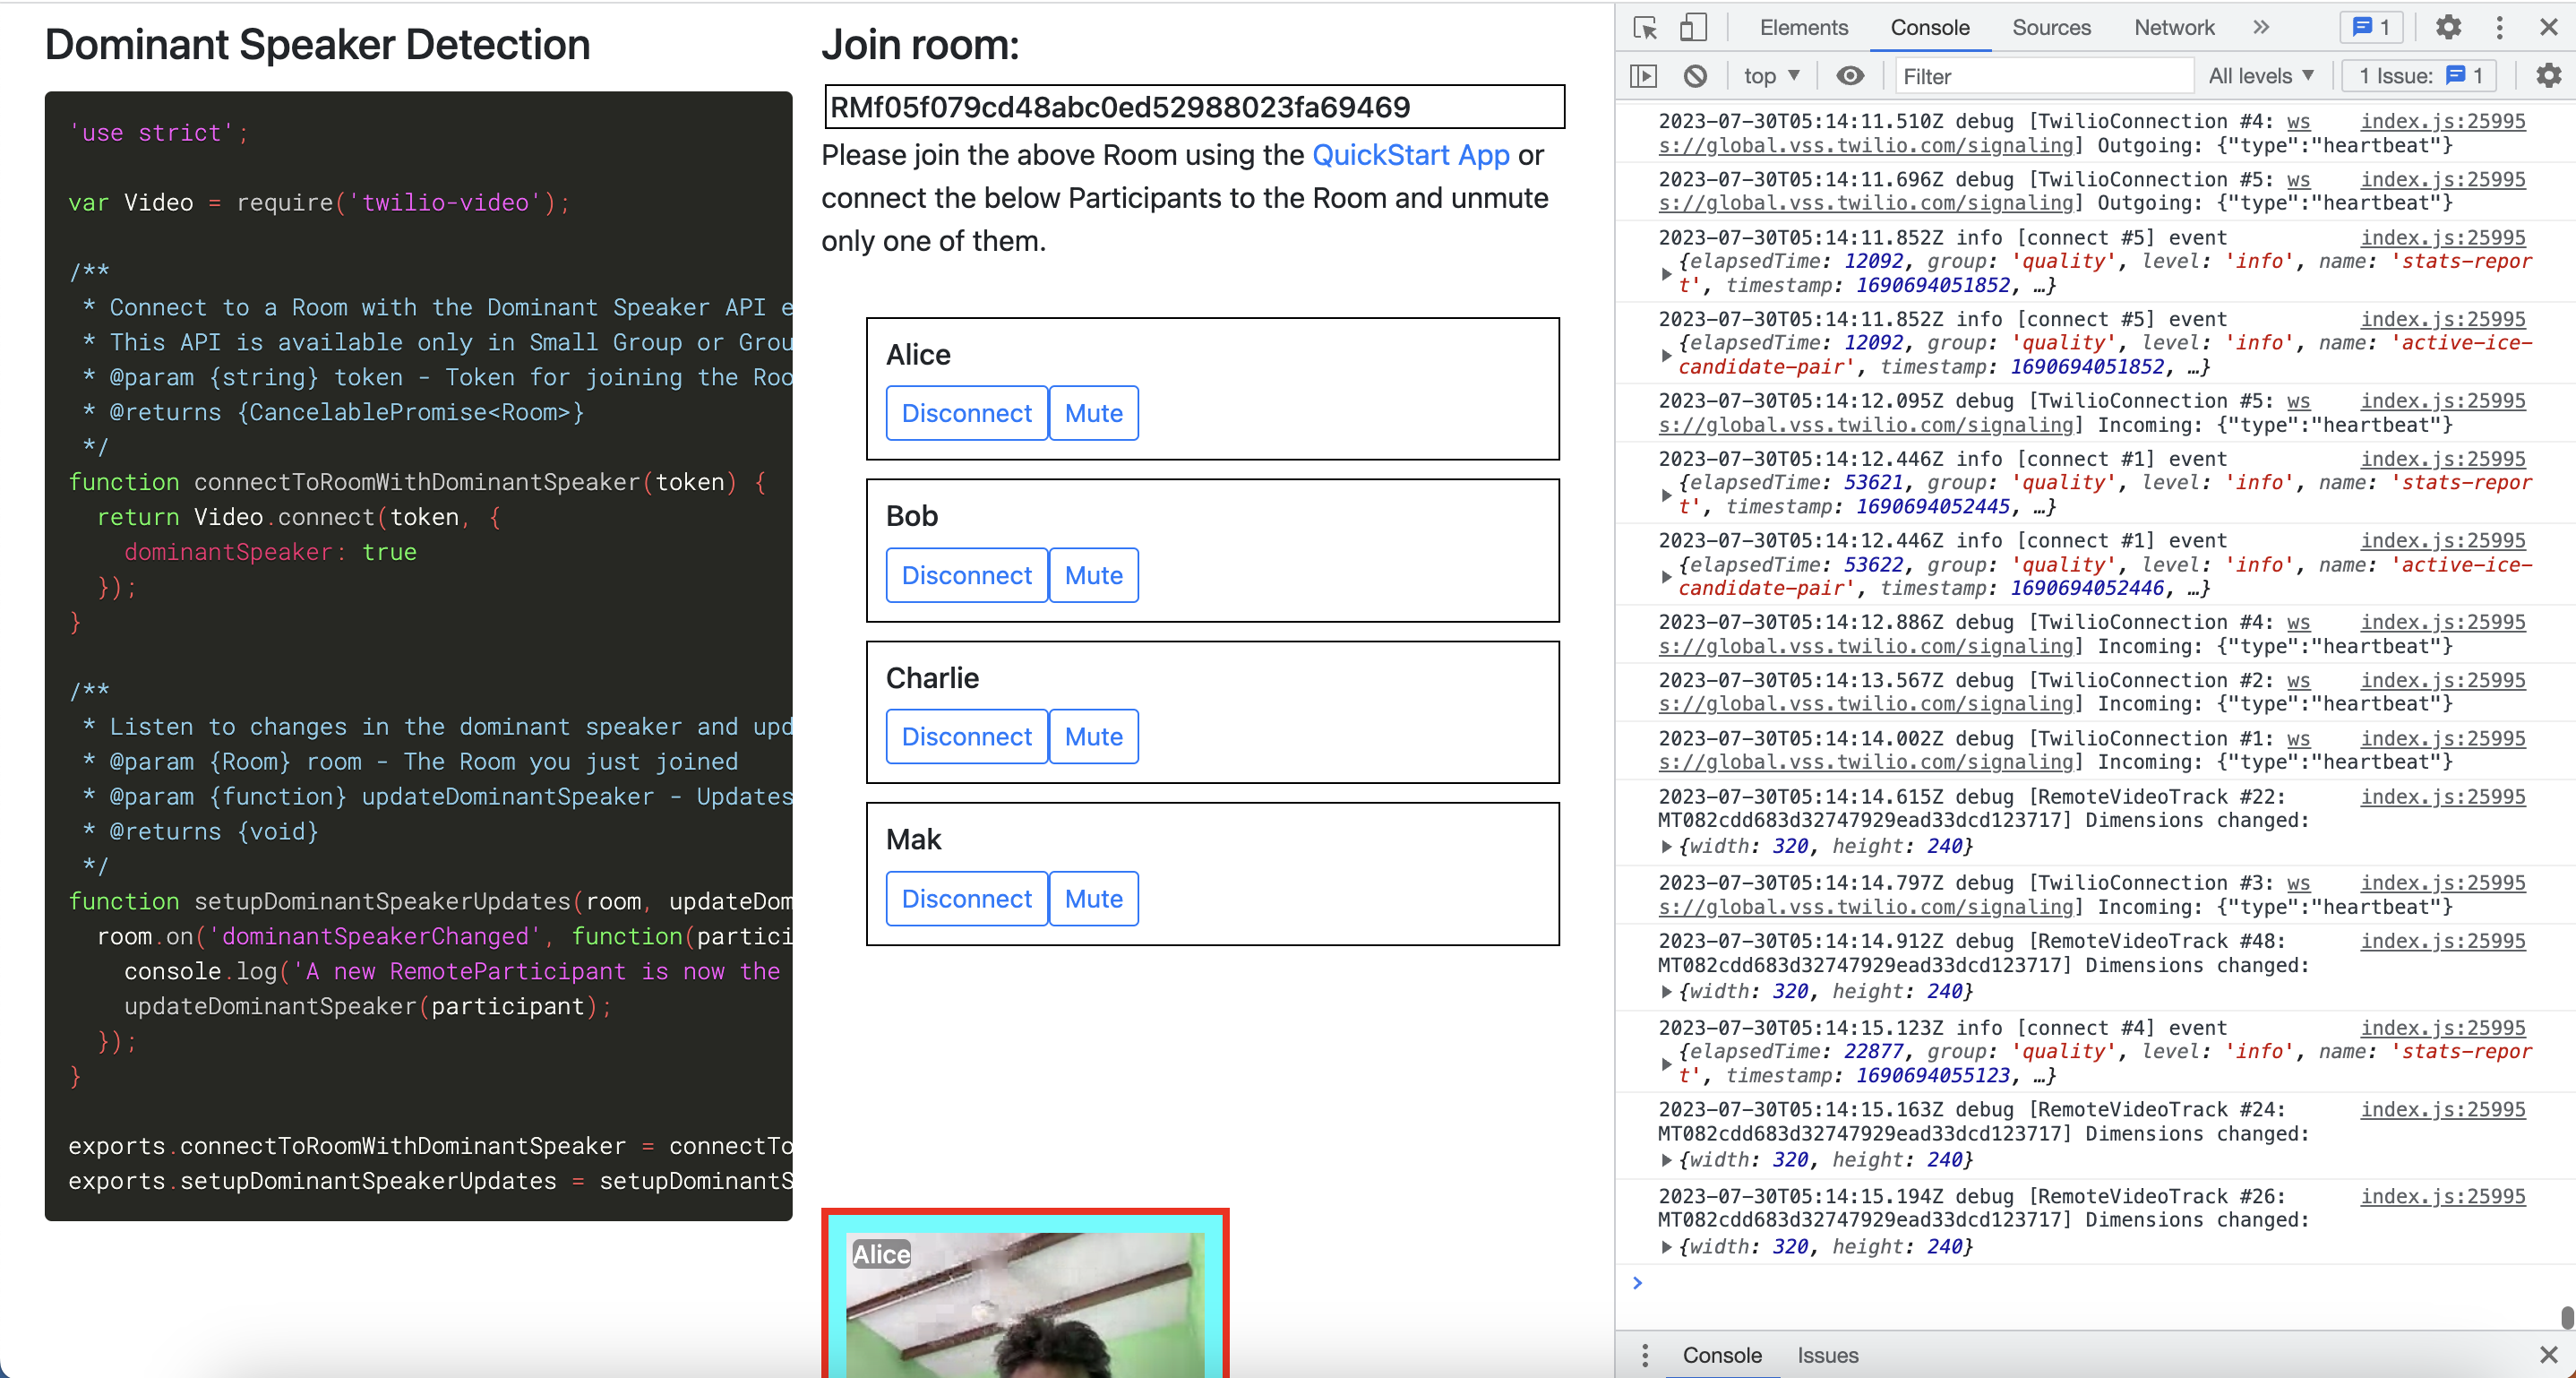 Dominant Speaker Detection
'use strict';
var Video = require('twilio-video');
/**
* Connect to a Room with the Dominant Speaker API e
* This API is available only in Small Group or Grou
* @param {string} token - Token for joining the Roo
* @returns {CancelablePromise<Room>}
*/
function connectToRoomWithDominantSpeaker(token) {
return Video.connect(token, {
dominantSpeaker: true
});
}
/**
* Listen to changes in the dominant speaker and upd
* @param {Room} room - The Room you just joined
* @param {function} updateDominantSpeaker - Updates
* @returns {void}
*/
function setupDominantSpeakerUpdates(room, updateDom
room.on('dominantSpeakerChanged', function(partici
console.log('A new RemoteParticipant is now the
updateDominantSpeaker(participant);
});
}
exports.connectToRoomWithDominantSpeaker = connectTo
exports.setupDominantSpeakerUpdates = setupDominantS
Join room:
RMf05f079cd48abc0ed52988023fa69469
Please join the above Room using the QuickStart App or
connect the below Participants to the Room and unmute
only one of them.
Alice
Disconnect Mute
Bob
Disconnect Mute
Charlie
Disconnect Mute
Mak
Disconnect Mute
Alice
Elements Console Sources Network 1
top Filter All levels 1 Issue: 1
2023-07-30T05:14:11.510Z debug [TwilioConnection #4: ws index.js:25995
s://global.vss.twilio.com/signaling] Outgoing: {"type":"heartbeat"}
2023-07-30T05:14:11.696Z debug [TwilioConnection #5: ws index.js:25995
s://global.vss.twilio.com/signaling] Outgoing: {"type":"heartbeat"}
2023-07-30T05:14:11.852Z info [connect #5] event index.js:25995
{elapsedTime: 12092, group: 'quality', level: 'info', name: 'stats-repor
t', timestamp: 1690694051852, …}
2023-07-30T05:14:11.852Z info [connect #5] event index.js:25995
{elapsedTime: 12092, group: 'quality', level: 'info', name: 'active-ice-
candidate-pair', timestamp: 1690694051852, …}
2023-07-30T05:14:12.095Z debug [TwilioConnection #5: ws index.js:25995
s://global.vss.twilio.com/signaling] Incoming: {"type":"heartbeat"}
2023-07-30T05:14:12.446Z info [connect #1] event index.js:25995
{elapsedTime: 53621, group: 'quality', level: 'info', name: 'stats-repor
t', timestamp: 1690694052445, …}
2023-07-30T05:14:12.446Z info [connect #1] event index.js:25995
{elapsedTime: 53622, group: 'quality', level: 'info', name: 'active-ice-
candidate-pair', timestamp: 1690694052446, …}
2023-07-30T05:14:12.886Z debug [TwilioConnection #4: ws index.js:25995
s://global.vss.twilio.com/signaling] Incoming: {"type":"heartbeat"}
2023-07-30T05:14:13.567Z debug [TwilioConnection #2: ws index.js:25995
s://global.vss.twilio.com/signaling] Incoming: {"type":"heartbeat"}
2023-07-30T05:14:14.002Z debug [TwilioConnection #1: ws index.js:25995
s://global.vss.twilio.com/signaling] Incoming: {"type":"heartbeat"}
2023-07-30T05:14:14.615Z debug [RemoteVideoTrack #22: index.js:25995
MT082cdd683d32747929ead33dcd123717] Dimensions changed:
{width: 320, height: 240}
2023-07-30T05:14:14.797Z debug [TwilioConnection #3: ws index.js:25995
s://global.vss.twilio.com/signaling] Incoming: {"type":"heartbeat"}
2023-07-30T05:14:14.912Z debug [RemoteVideoTrack #48: index.js:25995
MT082cdd683d32747929ead33dcd123717] Dimensions changed:
{width: 320, height: 240}
2023-07-30T05:14:15.123Z info [connect #4] event index.js:25995
{elapsedTime: 22877, group: 'quality', level: 'info', name: 'stats-repor
t', timestamp: 1690694055123, …}
2023-07-30T05:14:15.163Z debug [RemoteVideoTrack #24: index.js:25995
MT082cdd683d32747929ead33dcd123717] Dimensions changed:
{width: 320, height: 240}
2023-07-30T05:14:15.194Z debug [RemoteVideoTrack #26: index.js:25995
MT082cdd683d32747929ead33dcd123717] Dimensions changed:
{width: 320, height: 240}
Console Issues